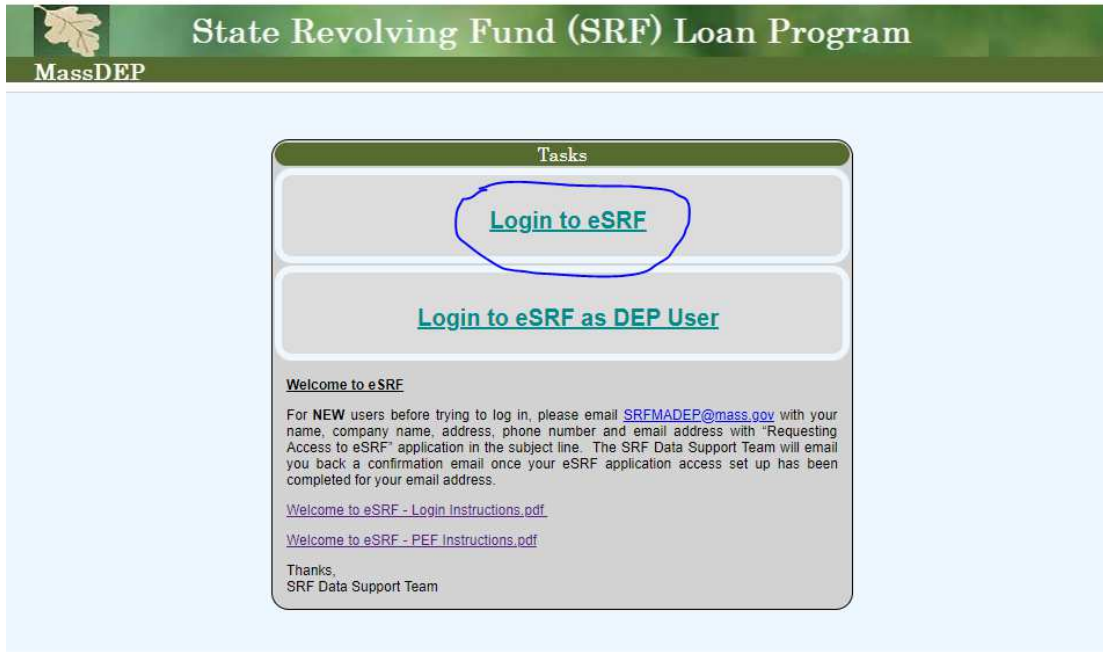 State Revolving Fund (SRF) Loan Program
MassDEP
Tasks
Login to eSRF
Login to eSRF as DEP User
Welcome to eSRF
For NEW users before trying to log in, please email SRFMADEP@mass.gov with your
name, company name, address, phone number and email address with “Requesting
Access to eSRF” application in the subject line. The SRF Data Support Team will email
you back a confirmation email once your eSRF application access set up has been
completed for your email address.
Welcome to eSRF - Login Instructions.pdf
Welcome to eSRF - PEF Instructions.pdf
Thanks,
SRF Data Support Team